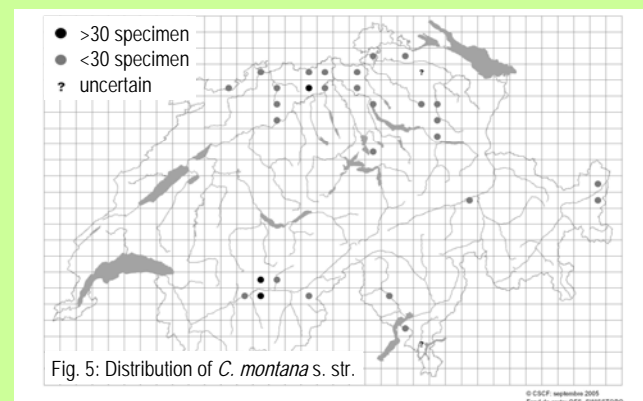 >30 specimen
<30 specimen
? uncertain
?
?
Fig. 5: Distribution of C. montana s. str.
© CSCF: septembre 2005